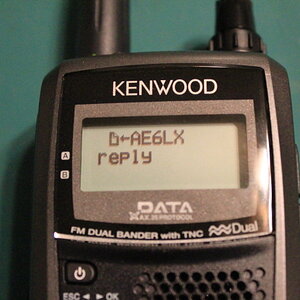 KENWOOD
←AE6LX
reply
A
B
DATA
AX.25 PROTOCOL
FM DUAL BANDER with TNC
Dual
ESC ◄ ► OK